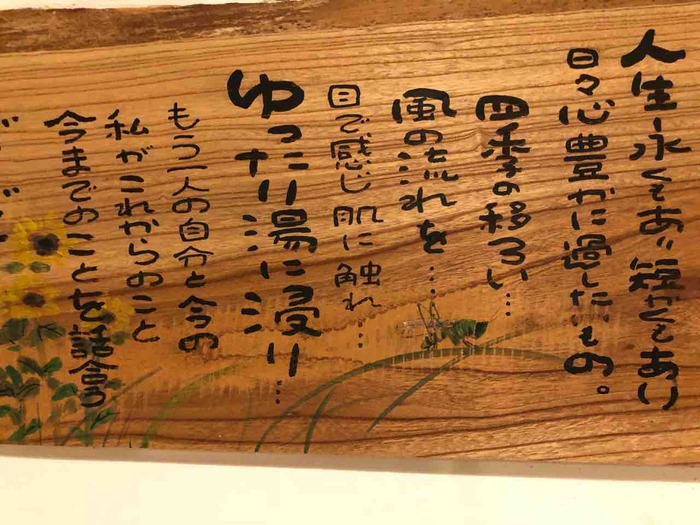 人生永くもあり短かくもあり
日々心豊かに過したいもの。
四季の移ろい…
風の流れを……
目で感じ肌に触れ……
ゆったり湯に浸り…
もう一人の自分と今の
私がこれからのこと
今までのことを話合う